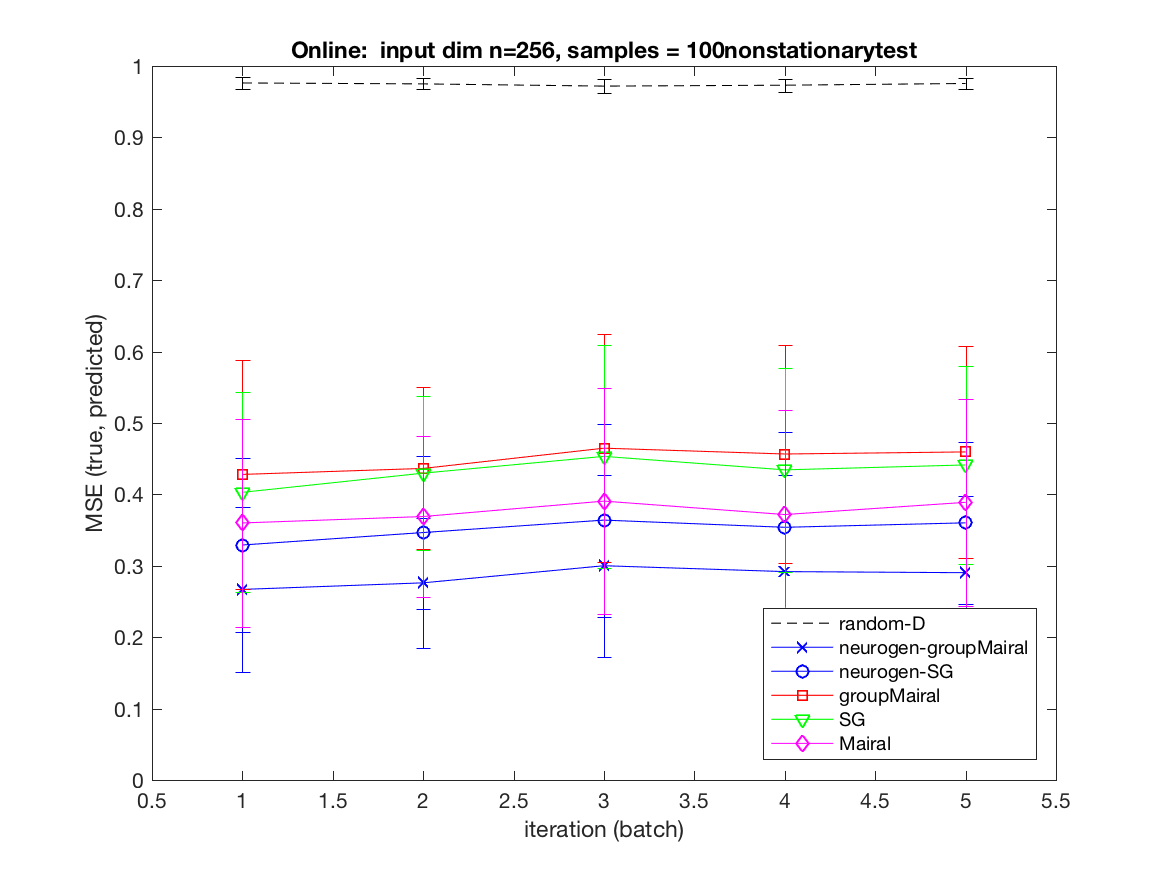 Online: input dim n=256, samples = 100nonstationarytest
MSE (true, predicted)
1
0.9
0.8
0.7
0.6
0.5
0.4
0.3
0.2
0.1
0
random-D
neurogen-groupMairal
neurogen-SG
groupMairal
SG
Mairal
0.5 1 1.5 2 2.5 3 3.5 4 4.5 5 5.5
iteration (batch)